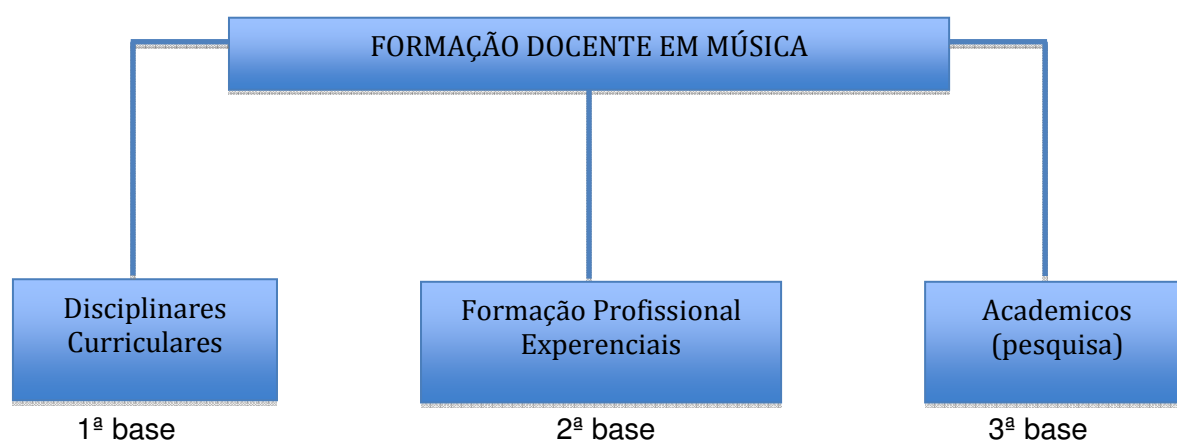 FORMAÇÃO DOCENTE EM MÚSICA
Disciplinares
Curriculares
Formação Profissional
Experenciais
Academicos
(pesquisa)
1ª base
2ª base
3ª base